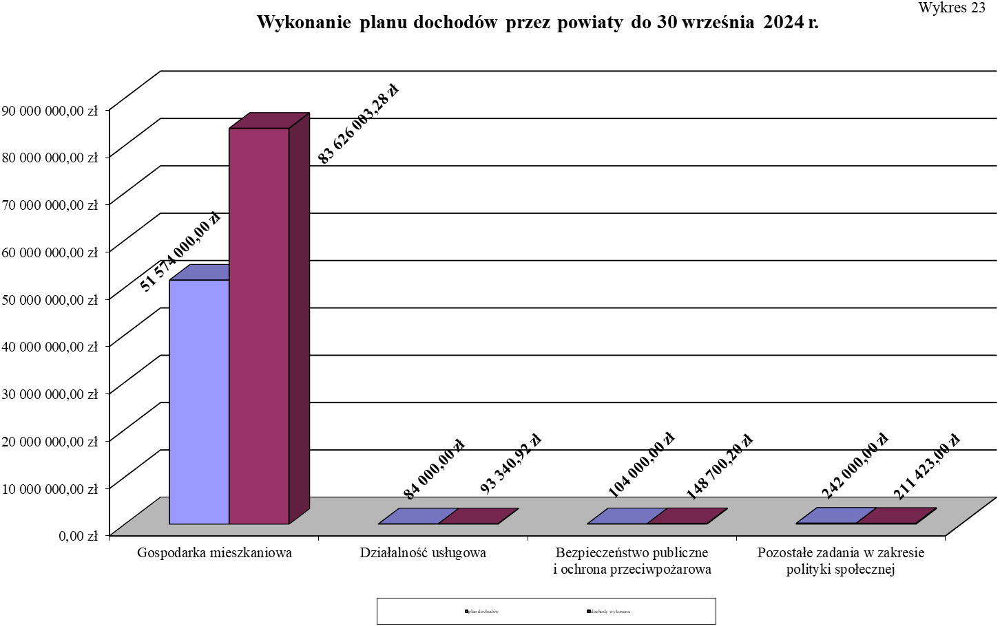 Wykres 23
Wykonanie planu dochodów przez powiaty do 30 września 2024 r.
90 000 000,00 zł
80 000 000,00 zł
70 000 000,00 zł
60 000 000,00 zł
50 000 000,00 zł
40 000 000,00 zł
30 000 000,00 zł
20 000 000,00 zł
10 000 000,00 zł
0,00 zł
51 574 000,00 zł
83 626 003,28 zł
84 000,00 zł
93 340,92 zł
104 000,00 zł
148 700,20 zł
242 000,00 zł
211 423,00 zł
Gospodarka mieszkaniowa
Działalność usługowa
Bezpieczeństwo publiczne
i ochrona przeciwpożarowa
Pozostałe zadania w zakresie
polityki społecznej
plan dochodów
dochody wykonane